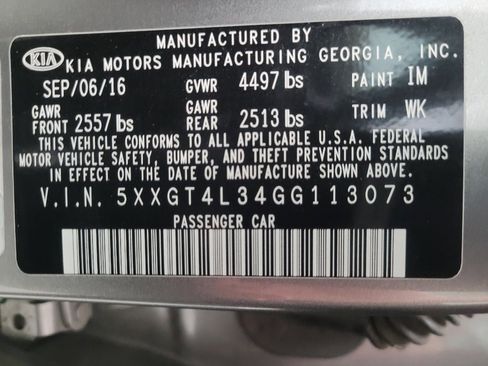 MANUFACTURED BY
KIA KIA MOTORS MANUFACTURING GEORGIA, INC.
SEP/06/16 GVWR 4497 lbs PAINT IM
GAWR FRONT 2557 lbs GAWR REAR 2513 lbs TRIM WK
THIS VEHICLE CONFORMS TO ALL APPLICABLE U.S.A. FEDERAL
MOTOR VEHICLE SAFETY, BUMPER, AND THEFT PREVENTION STANDARDS
IN EFFECT ON THE DATE OF MANUFACTURE SHOWN ABOVE.
V.I.N. 5XXGT4L34GG113073
PASSENGER CAR